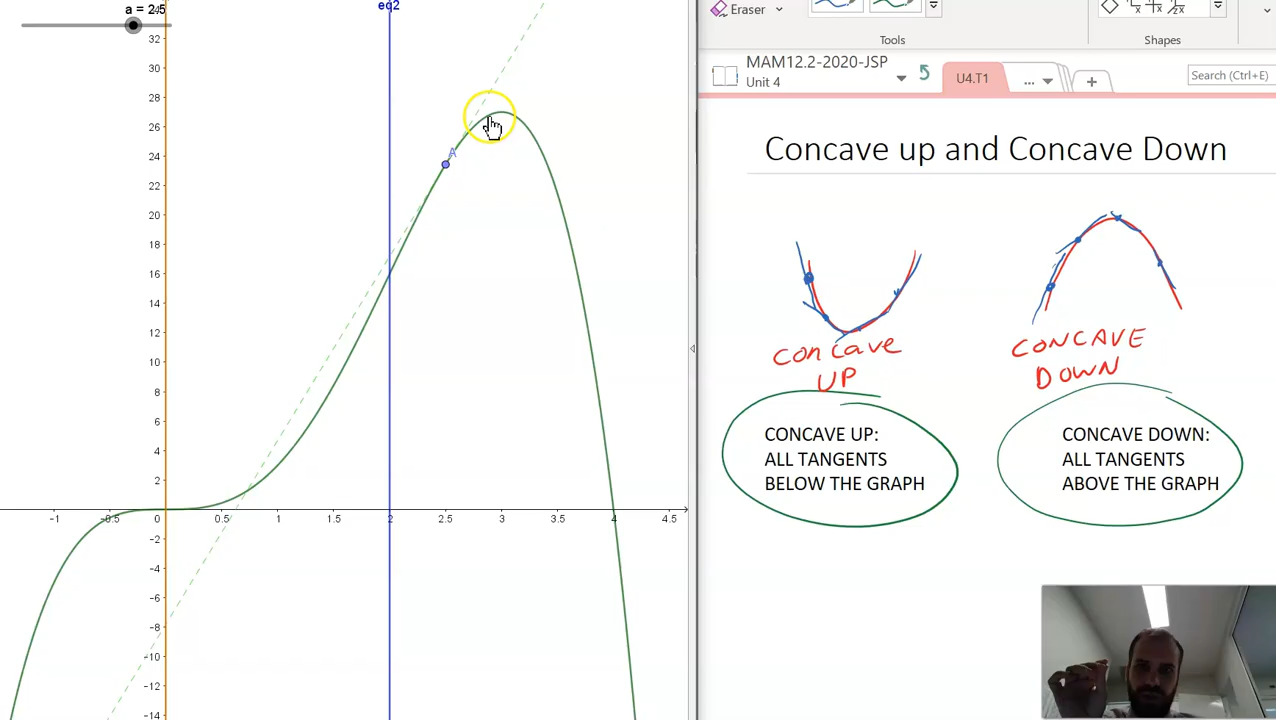 a = 2.5
eq2
A
32
30
28
26
24
22
20
18
16
14
12
10
8
6
4
2
0
-2
-4
-6
-8
-10
-12
-14
-1
-0.5
0.5
1
1.5
2
2.5
3
3.5
4
4.5
Eraser
Tools
Shapes
MAM12.2-2020-JSP
Unit 4
U4.T1
...
Search (Ctrl+E)
Concave up and Concave Down
Concave
UP
CONCAVE
DOWN
CONCAVE UP:
ALL TANGENTS
BELOW THE GRAPH
CONCAVE DOWN:
ALL TANGENTS
ABOVE THE GRAPH